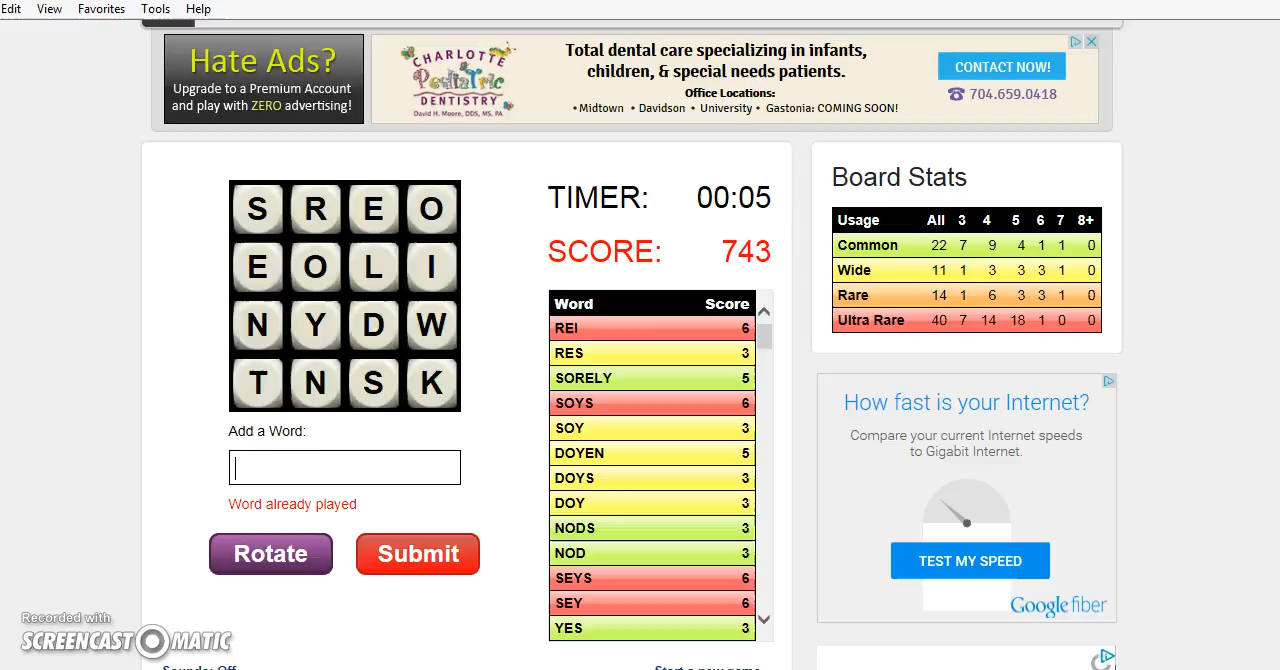 Edit View Favorites Tools Help
Hate Ads?
Upgrade to a Premium Account
and play with ZERO advertising!
CHARLOTTE
Pediatric
DENTISTRY
David H. Moore, DDS, MS, PA
Total dental care specializing in infants,
children, & special needs patients.
Office Locations:
• Midtown • Davidson • University • Gastonia: COMING SOON!
CONTACT NOW!
704.659.0418
S R E O
E O L I
N Y D W
T N S K
Add a Word:
Word already played
Rotate Submit
TIMER: 00:05
SCORE: 743
Word Score
REI 6
RES 3
SORELY 5
SOYS 6
SOY 3
DOYEN 5
DOYS 3
DOY 3
NODS 3
NOD 3
SEYS 6
SEY 6
YES 3
Board Stats
Usage All 3 4 5 6 7 8+
Common 22 7 9 4 1 1 0
Wide 11 1 3 3 3 1 0
Rare 14 1 6 3 3 1 0
Ultra Rare 40 7 14 18 1 0 0
How fast is your Internet?
Compare your current Internet speeds
to Gigabit Internet.
TEST MY SPEED
Google fiber
Recorded with
SCREENCAST-O-MATIC
Sounds: Off
Start a new game